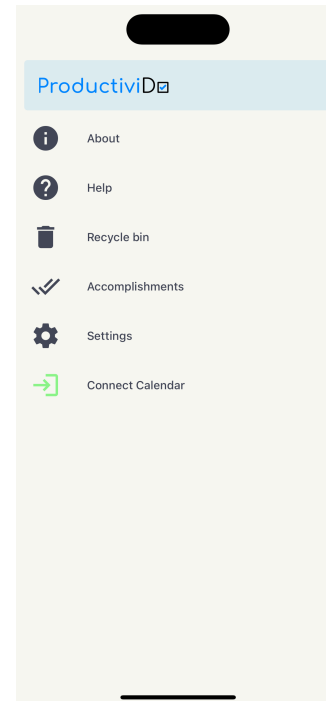 ProductiviDo
About
Help
Recycle bin
Accomplishments
Settings
Connect Calendar